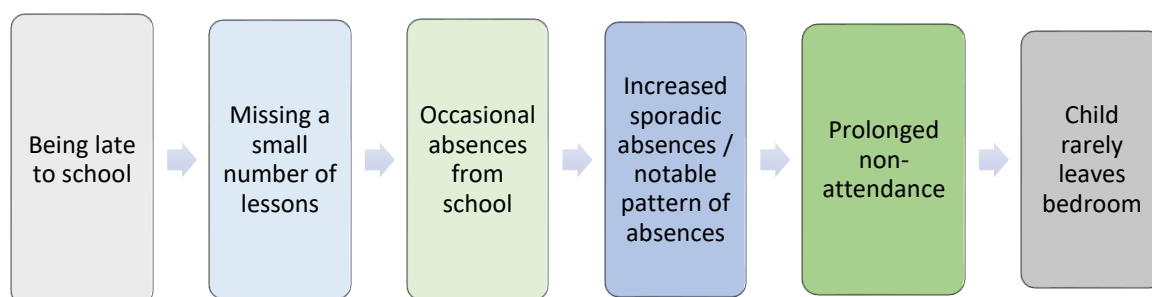 Being late
to school
Missing a
small
number of
lessons
Occasional
absences
from
school
Increased
sporadic
absences /
notable
pattern of
absences
Prolonged
non-
attendance
Child
rarely
leaves
bedroom